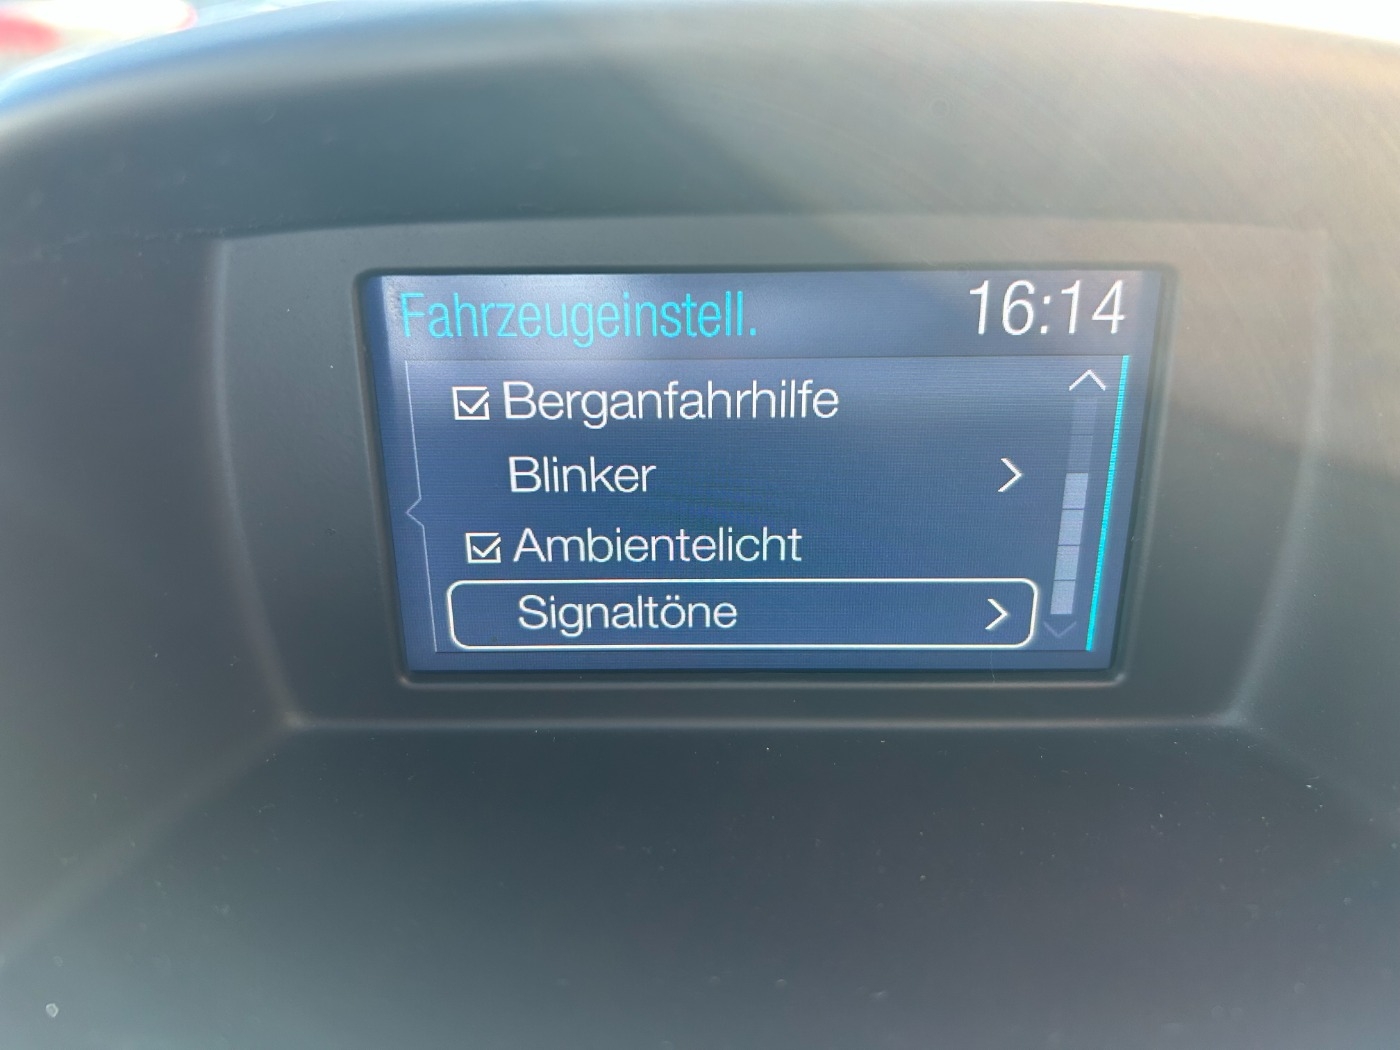 Fahrzeugeinstell. 16:14
Berganfahrhilfe
Blinker
Ambientelicht
Signaltöne